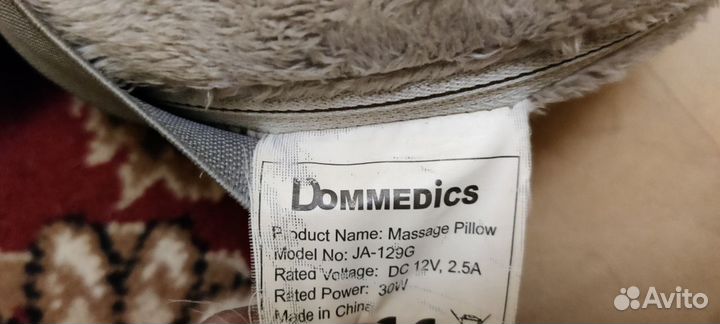 DOMMEDICS
Product Name: Massage Pillow
Model No: JA-129G
Rated Voltage: DC 12V, 2.5A
Rated Power: 30W
Made in China
Avito